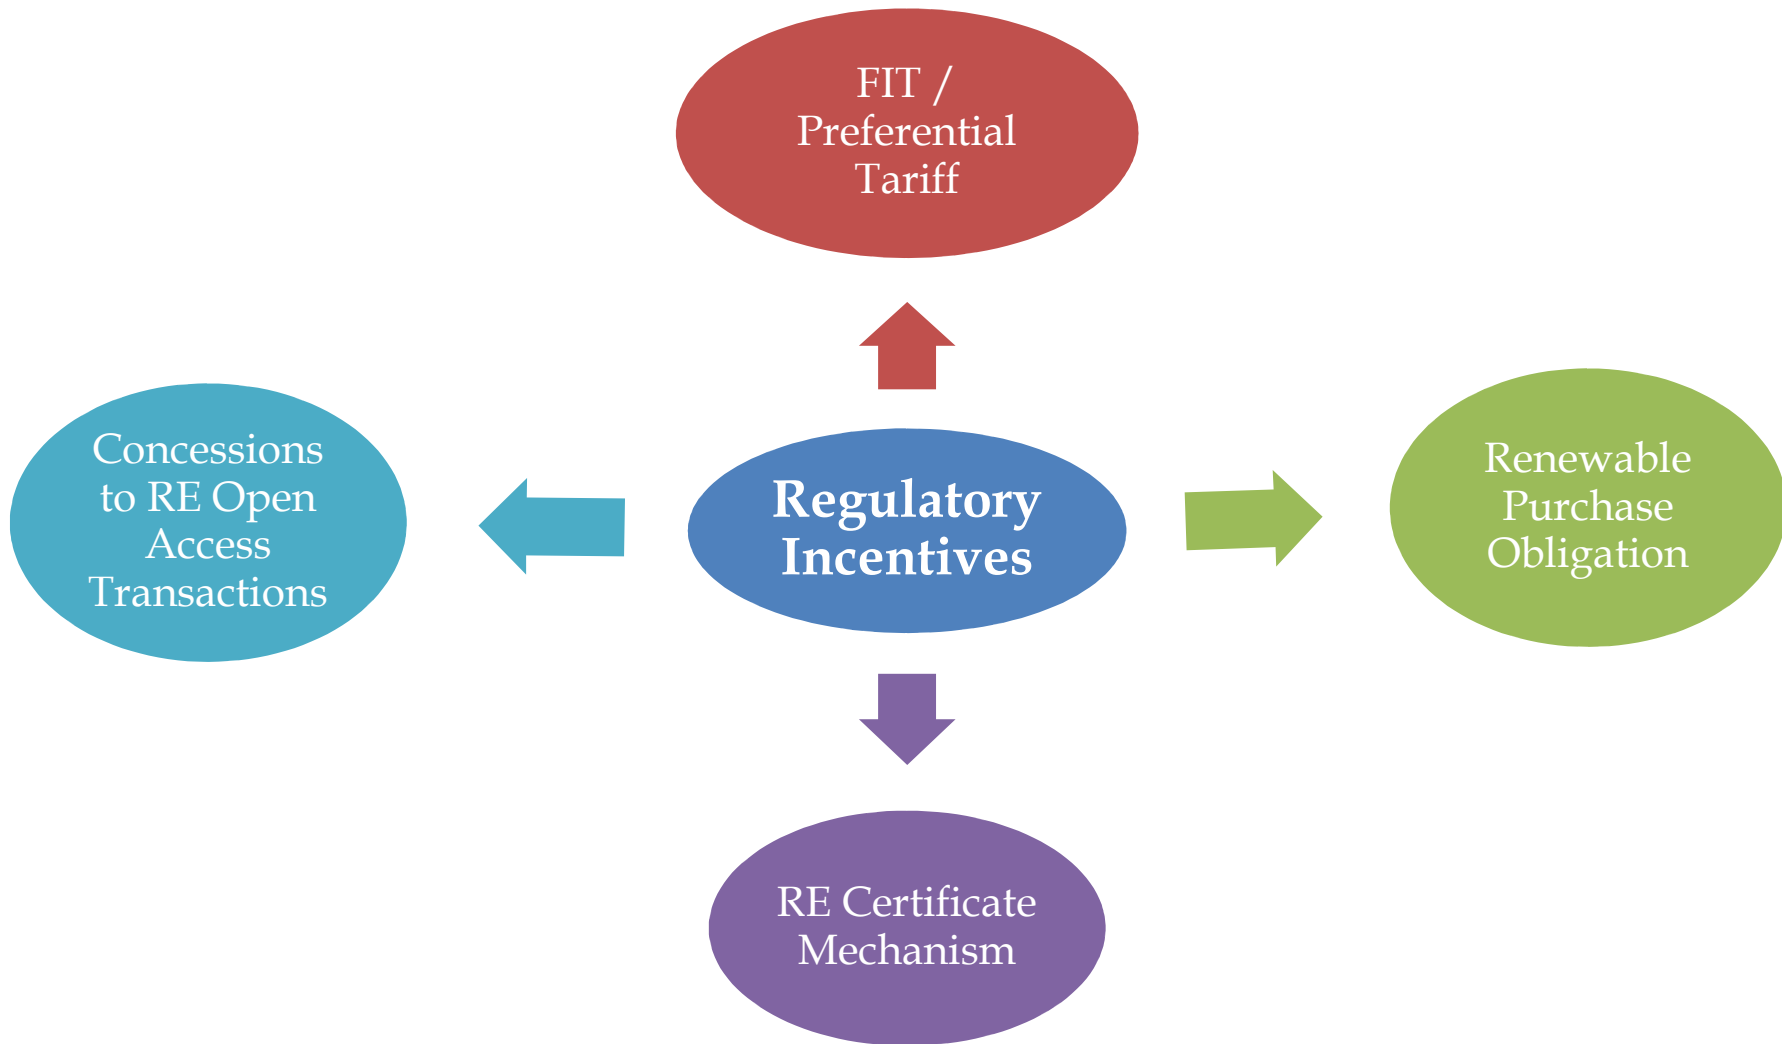 FIT /
Preferential
Tariff
Concessions
to RE Open
Access
Transactions
Regulatory
Incentives
Renewable
Purchase
Obligation
RE Certificate
Mechanism